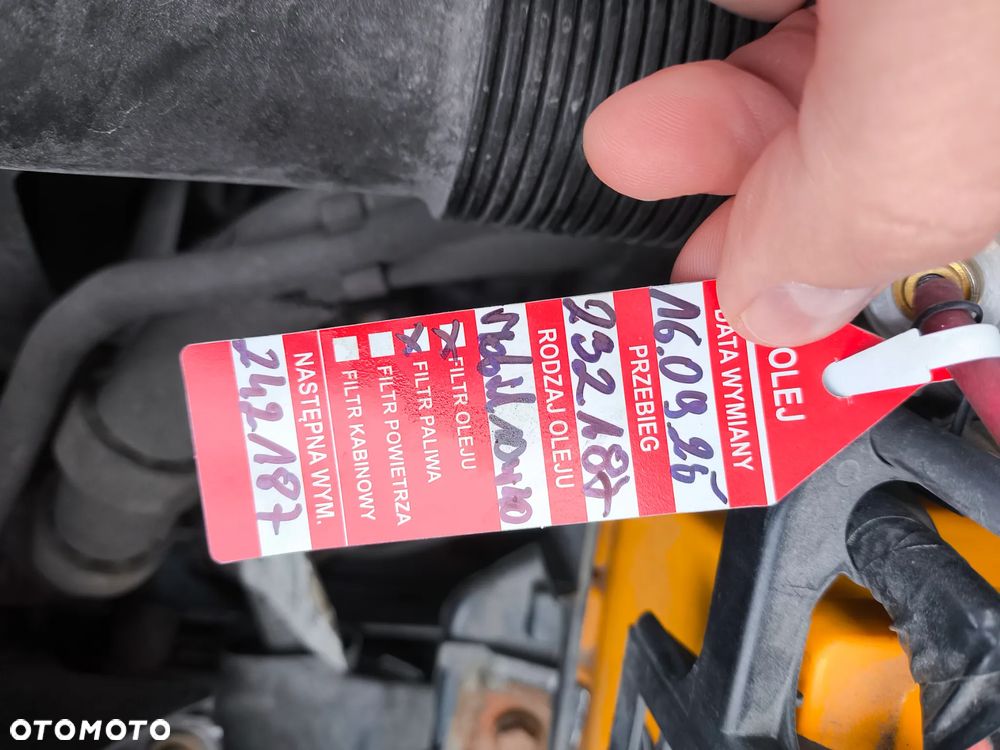 OLEJ
DATA WYMIANY
16.09.25
PRZEBIEG
232187
RODZAJ OLEJU
FILTR OLEJU
FILTR PALIWA
FILTR POWIETRZA
FILTR KABINOWY
NASTĘPNA WYM.
242187
OTOMOTO